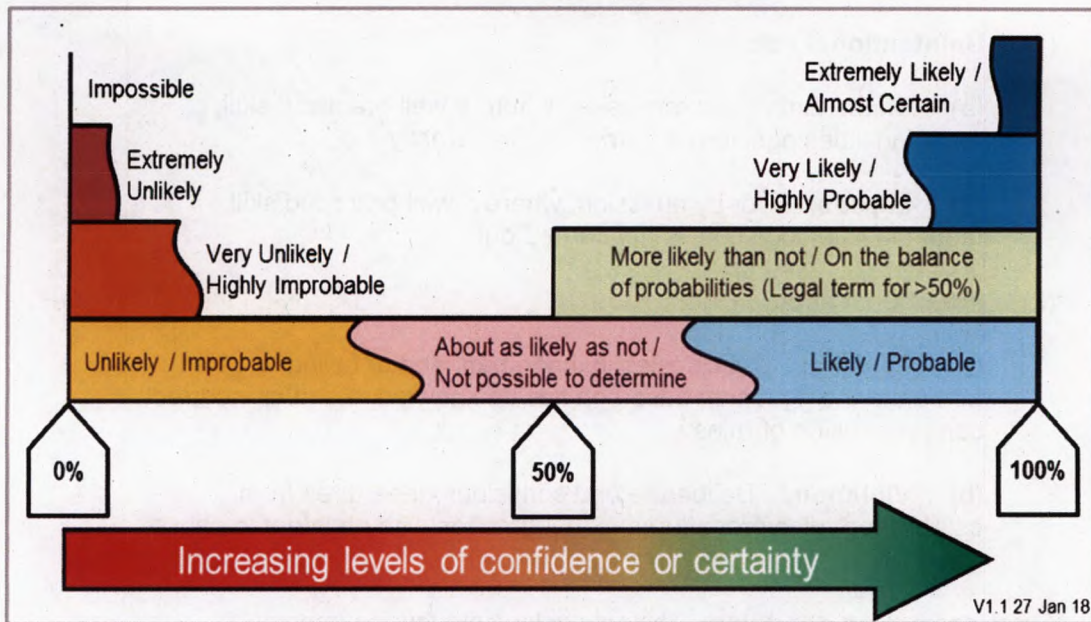 Impossible
Extremely Likely /
Almost Certain
Extremely
Unlikely
Very Likely /
Highly Probable
Very Unlikely /
Highly Improbable
More likely than not / On the balance
of probabilities (Legal term for >50%)
Unlikely / Improbable
About as likely as not /
Not possible to determine
Likely / Probable
0%
50%
100%
Increasing levels of confidence or certainty
V1.1 27 Jan 18